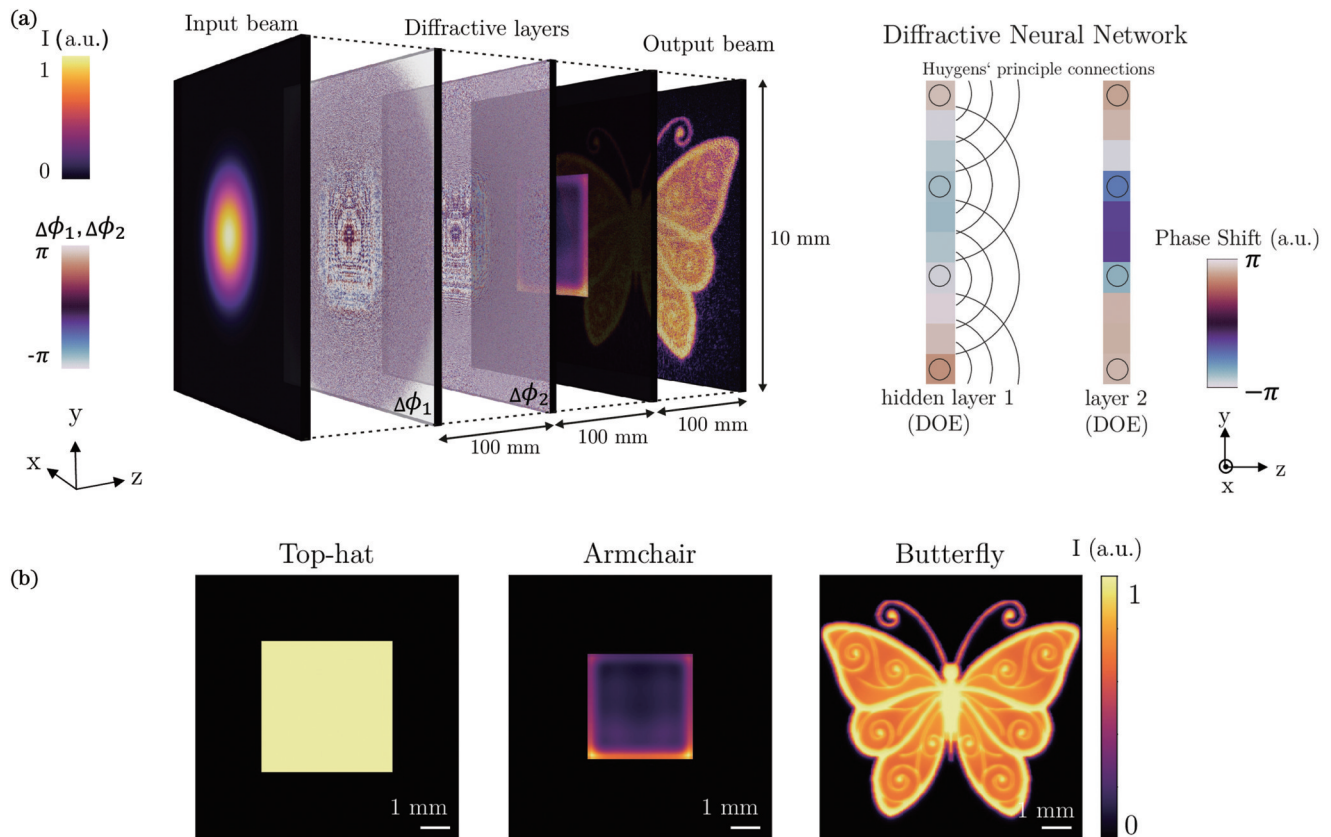 (a)
Input beam
Diffractive layers
Output beam
I (a.u.)
1
0
Δϕ₁, Δϕ₂
π
-π
10 mm
Δϕ₁
Δϕ₂
100 mm
100 mm
100 mm
y
x
z
Diffractive Neural Network
Huygens‘ principle connections
hidden layer 1
(DOE)
layer 2
(DOE)
Phase Shift (a.u.)
π
−π
y
z
x
(b)
Top-hat
Armchair
Butterfly
I (a.u.)
1 mm
1 mm
1 mm
1
0